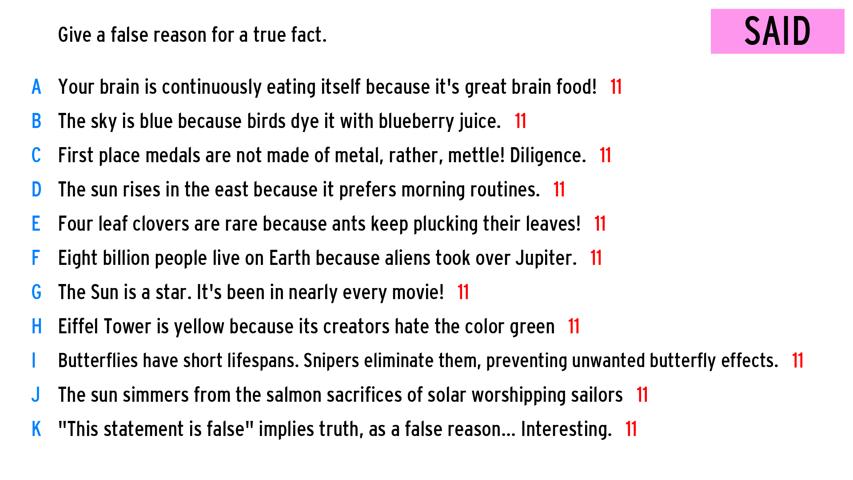 Give a false reason for a true fact.
SAID
A Your brain is continuously eating itself because it's great brain food! 11
B The sky is blue because birds dye it with blueberry juice. 11
C First place medals are not made of metal, rather, mettle! Diligence. 11
D The sun rises in the east because it prefers morning routines. 11
E Four leaf clovers are rare because ants keep plucking their leaves! 11
F Eight billion people live on Earth because aliens took over Jupiter. 11
G The Sun is a star. It's been in nearly every movie! 11
H Eiffel Tower is yellow because its creators hate the color green 11
I Butterflies have short lifespans. Snipers eliminate them, preventing unwanted butterfly effects. 11
J The sun simmers from the salmon sacrifices of solar worshipping sailors 11
K "This statement is false" implies truth, as a false reason... Interesting. 11